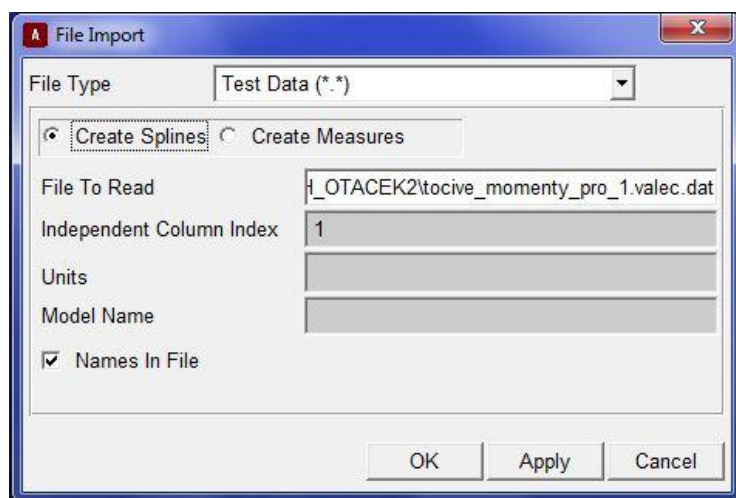 A File Import
File Type Test Data (*.*)
Create Splines Create Measures
File To Read H_OTACEK2\tocive_momenty_pro_1.valec.dat
Independent Column Index 1
Units
Model Name
Names In File
OK Apply Cancel